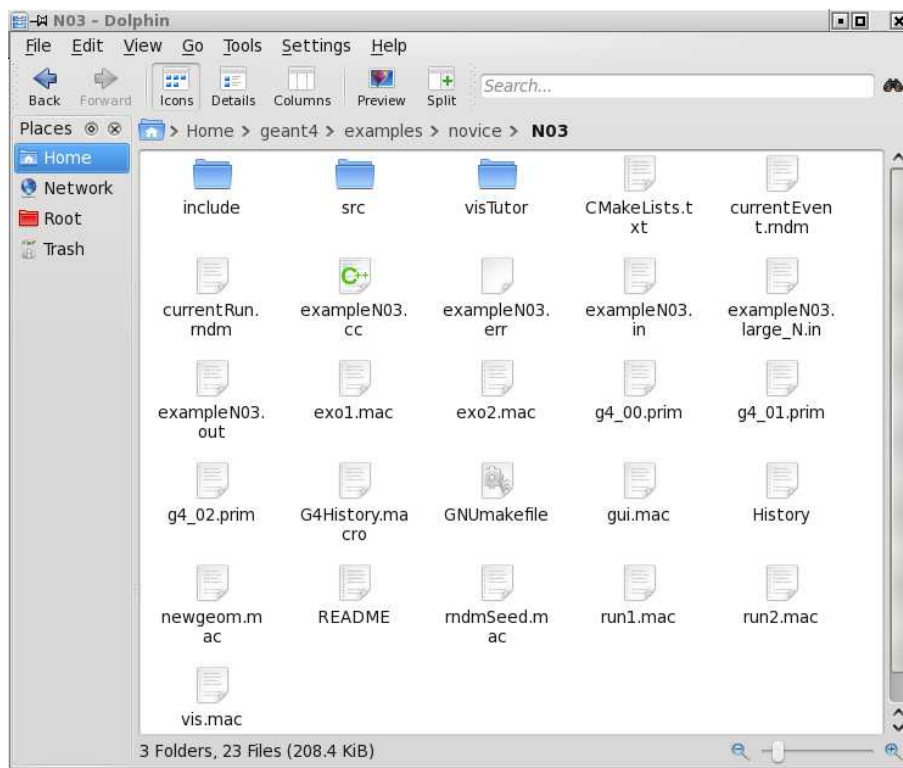 N03 - Dolphin
File Edit View Go Tools Settings Help
Back Forward Icons Details Columns Preview Split Search...
Places > Home > geant4 > examples > novice > N03
Home
Network
Root
Trash
include src visTutor CMakeLists.t currentEven
xt t.rndm
currentRun. exampleN03. exampleN03. exampleN03. exampleN03.
rndm cc err in large_N.in
C++
exampleN03. exo1.mac exo2.mac g4_00.prim g4_01.prim
out
g4_02.prim G4History.ma GNUmakefile gui.mac History
cro
newgeom.m README rndmSeed.m run1.mac run2.mac
ac ac
vis.mac
3 Folders, 23 Files (208.4 KiB)